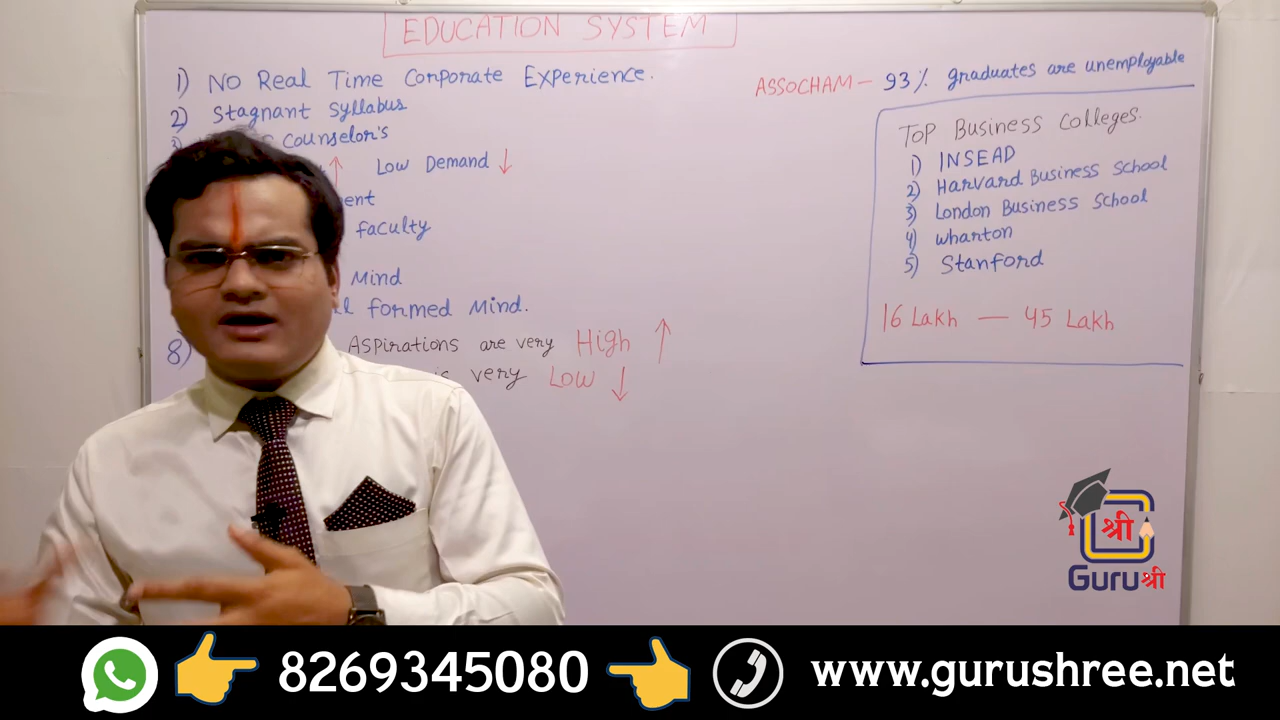 EDUCATION SYSTEM
1) NO Real Time Corporate Experience.
2) Stagnant Syllabus
3) Counselor's
↑ Low Demand ↓
faculty
Mind
formed Mind.
8) Aspirations are very High ↑
very Low ↓
ASSOCHAM – 93% graduates are unemployable
Top Business Colleges.
1) INSEAD
2) Harvard Business School
3) London Business School
4) Wharton
5) Stanford
16 Lakh — 45 Lakh
श्री
Guru श्री
8269345080 www.gurushree.net